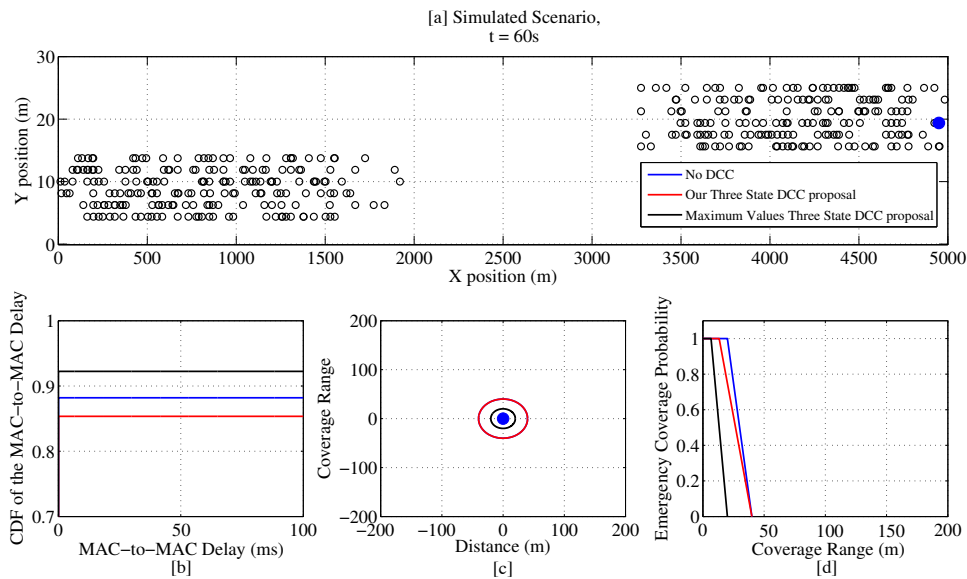 [a] Simulated Scenario,
t = 60s
Y position (m)
30
20
10
0
0
500
1000
1500
2000
2500
3000
3500
4000
4500
5000
X position (m)
No DCC
Our Three State DCC proposal
Maximum Values Three State DCC proposal
CDF of the MAC−to−MAC Delay
1
0.9
0.8
0.7
0
50
100
MAC−to−MAC Delay (ms)
[b]
Coverage Range
200
100
0
−100
−200
−200
−100
0
100
200
Distance (m)
[c]
Emergency Coverage Probability
1
0.8
0.6
0.4
0.2
0
0
50
100
150
200
Coverage Range (m)
[d]